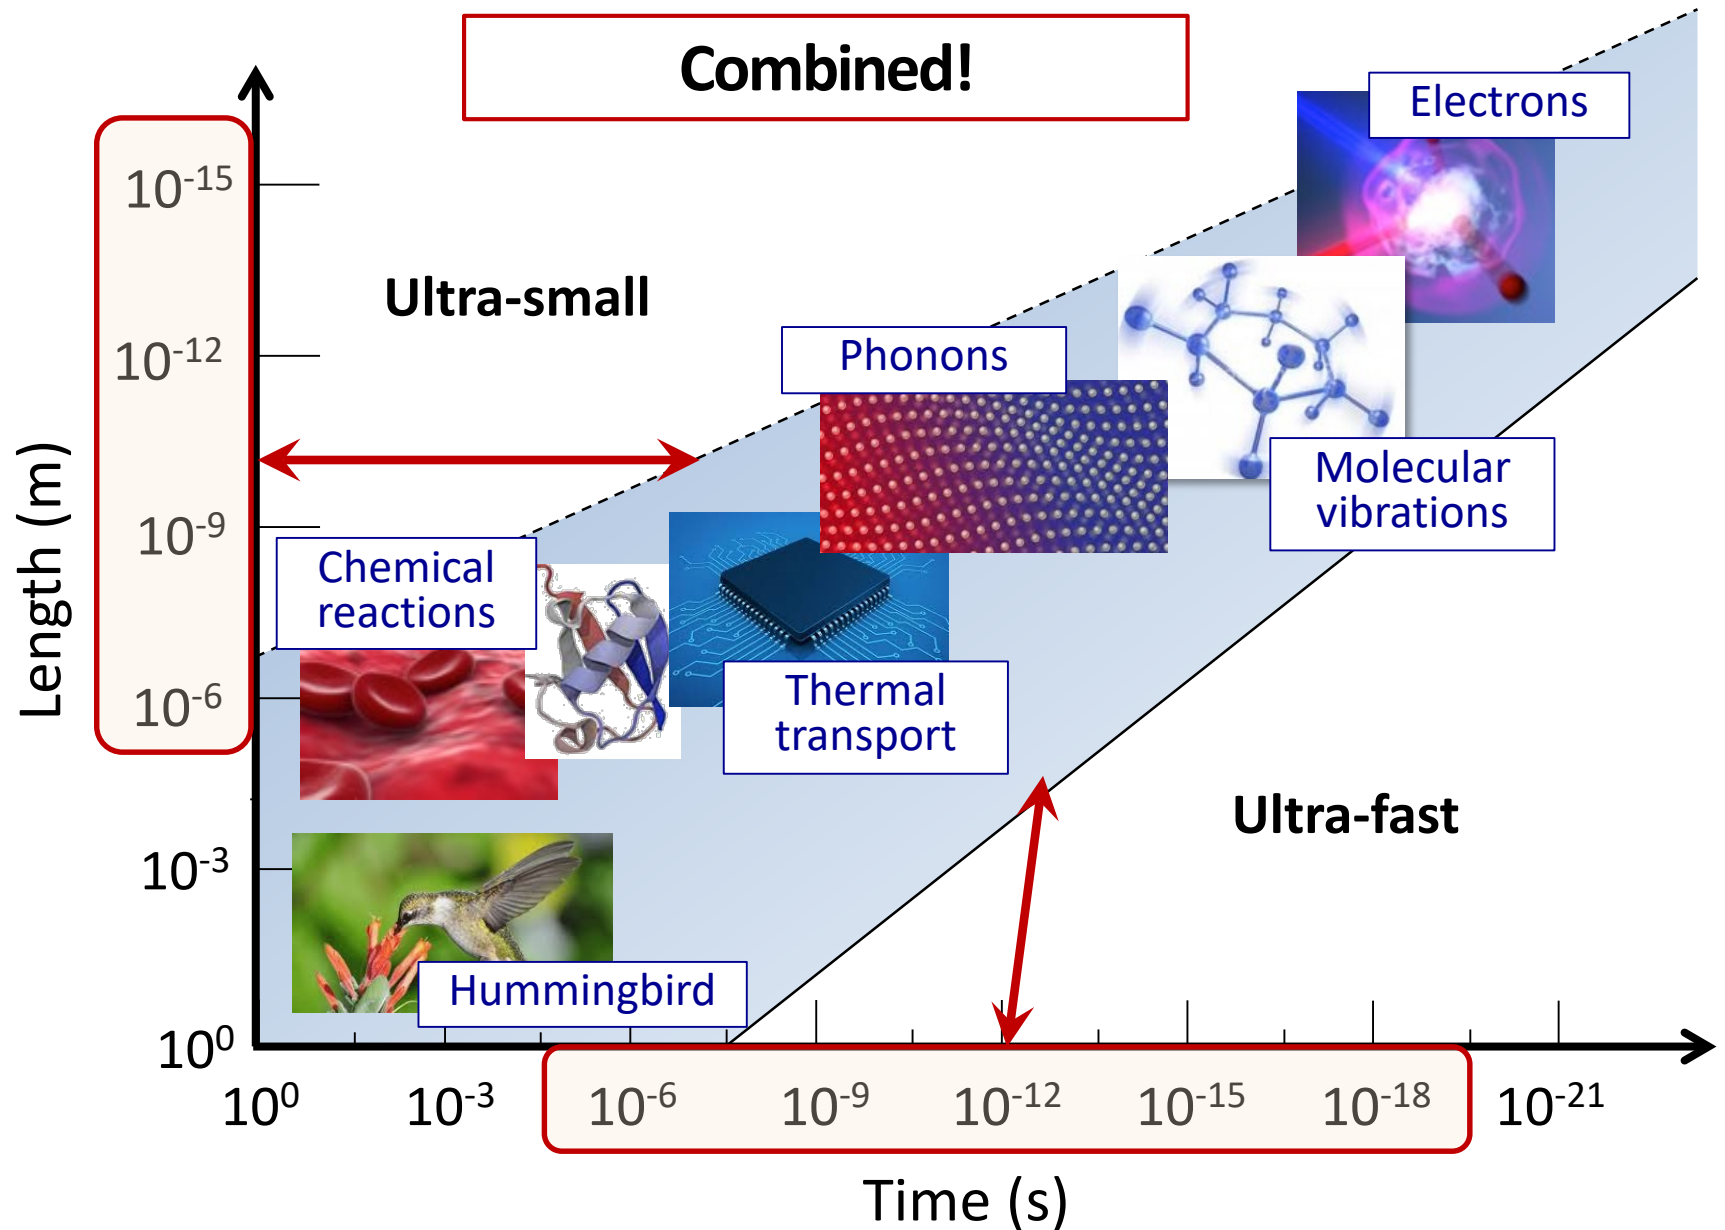 Combined!
Electrons
10⁻¹⁵
Ultra-small
10⁻¹²
Phonons
Molecular
vibrations
10⁻⁹
Chemical
reactions
Length (m)
10⁻⁶
Thermal
transport
Ultra-fast
10⁻³
Hummingbird
10⁰
10⁰ 10⁻³ 10⁻⁶ 10⁻⁹ 10⁻¹² 10⁻¹⁵ 10⁻¹⁸ 10⁻²¹
Time (s)